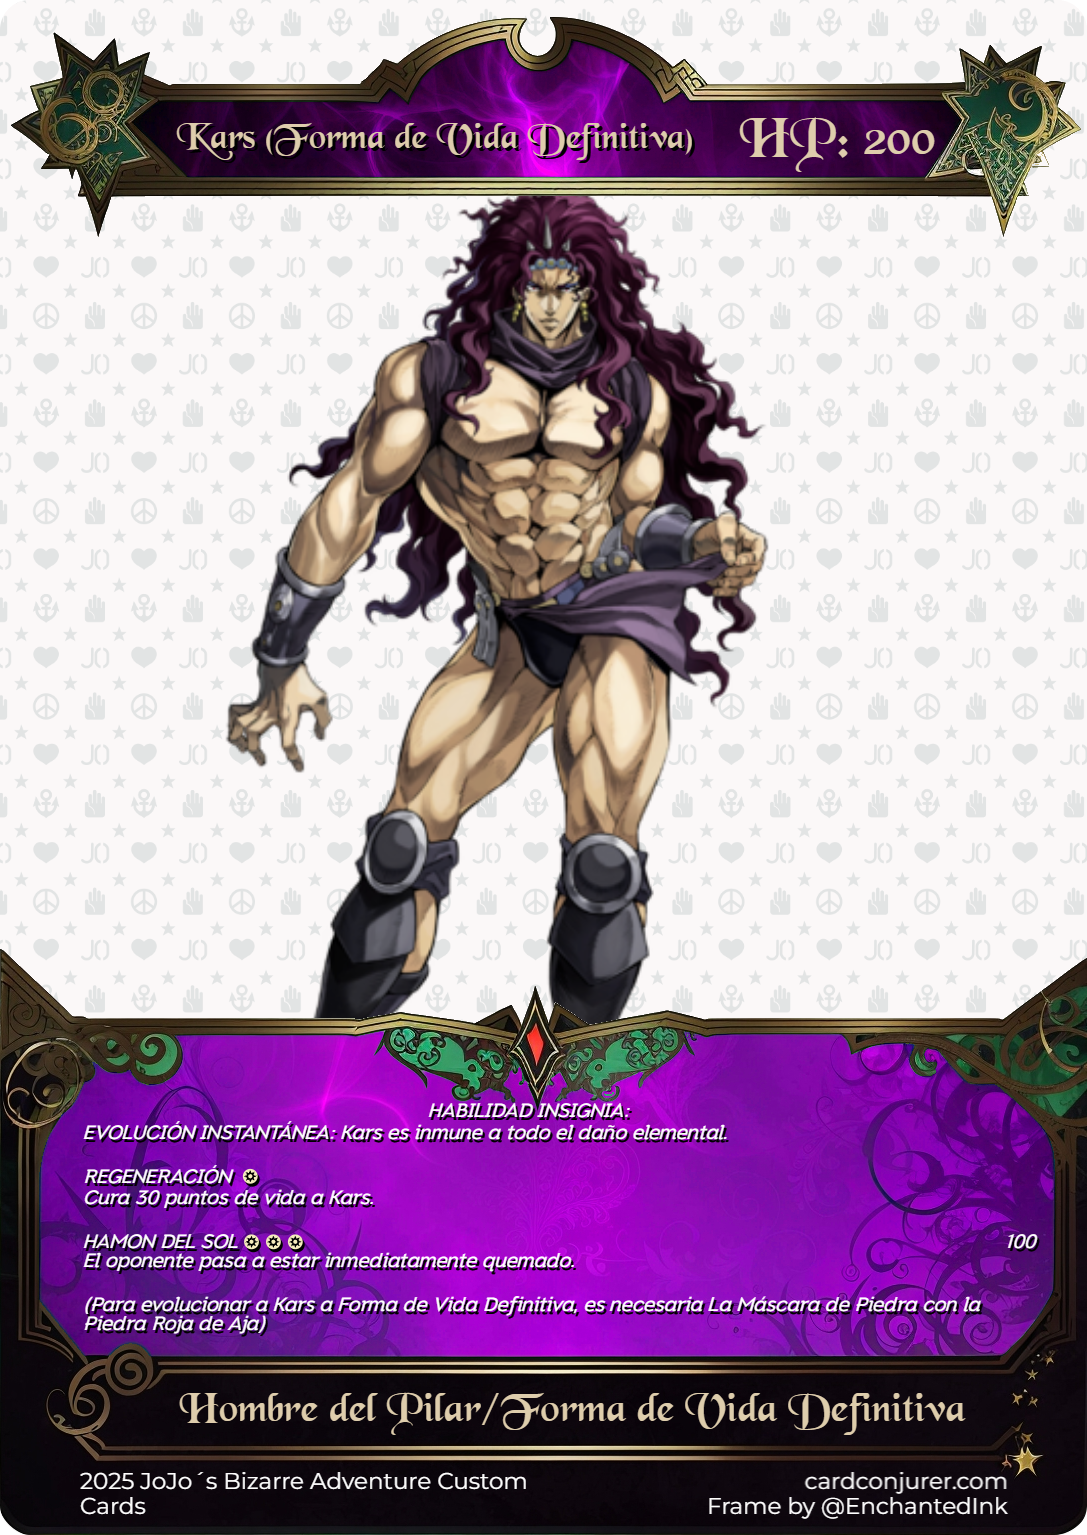 Kars (Forma de Vida Definitiva) HP: 200
HABILIDAD INSIGNIA:
EVOLUCIÓN INSTANTÁNEA: Kars es inmune a todo el daño elemental.
REGENERACIÓN
Cura 30 puntos de vida a Kars.
HAMON DEL SOL 100
El oponente pasa a estar inmediatamente quemado.
(Para evolucionar a Kars a Forma de Vida Definitiva, es necesaria La Máscara de Piedra con la
Piedra Roja de Aja)
Hombre del Pilar/Forma de Vida Definitiva
2025 JoJo´s Bizarre Adventure Custom
Cards
cardconjurer.com
Frame by @EnchantedInk